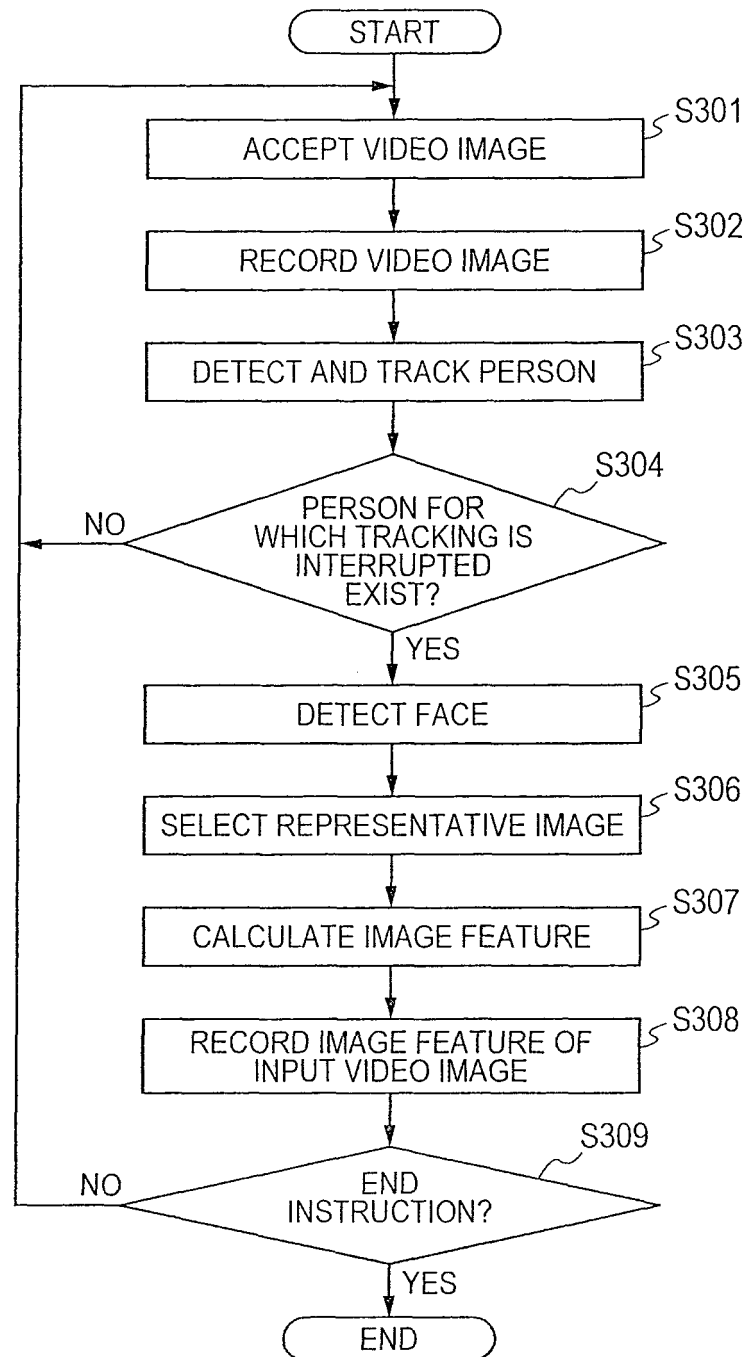 START
S301
ACCEPT VIDEO IMAGE
S302
RECORD VIDEO IMAGE
S303
DETECT AND TRACK PERSON
S304
PERSON FOR
WHICH TRACKING IS
INTERRUPTED
EXIST?
NO
YES
S305
DETECT FACE
S306
SELECT REPRESENTATIVE IMAGE
S307
CALCULATE IMAGE FEATURE
S308
RECORD IMAGE FEATURE OF
INPUT VIDEO IMAGE
S309
END
INSTRUCTION?
NO
YES
END